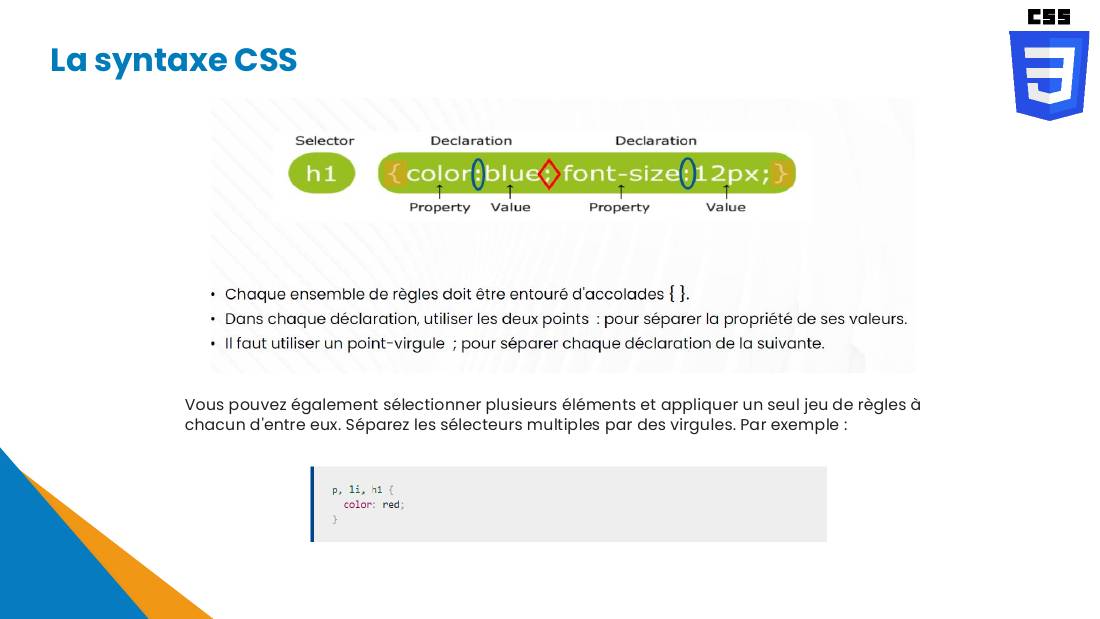 CSS
La syntaxe CSS
Selector Declaration Declaration
h1 {color:blue; font-size:12px;}
Property Value Property Value
• Chaque ensemble de règles doit être entouré d'accolades { }.
• Dans chaque déclaration, utiliser les deux points : pour séparer la propriété de ses valeurs.
• Il faut utiliser un point-virgule ; pour séparer chaque déclaration de la suivante.
Vous pouvez également sélectionner plusieurs éléments et appliquer un seul jeu de règles à
chacun d'entre eux. Séparez les sélecteurs multiples par des virgules. Par exemple :
p, li, h1 {
color: red;
}